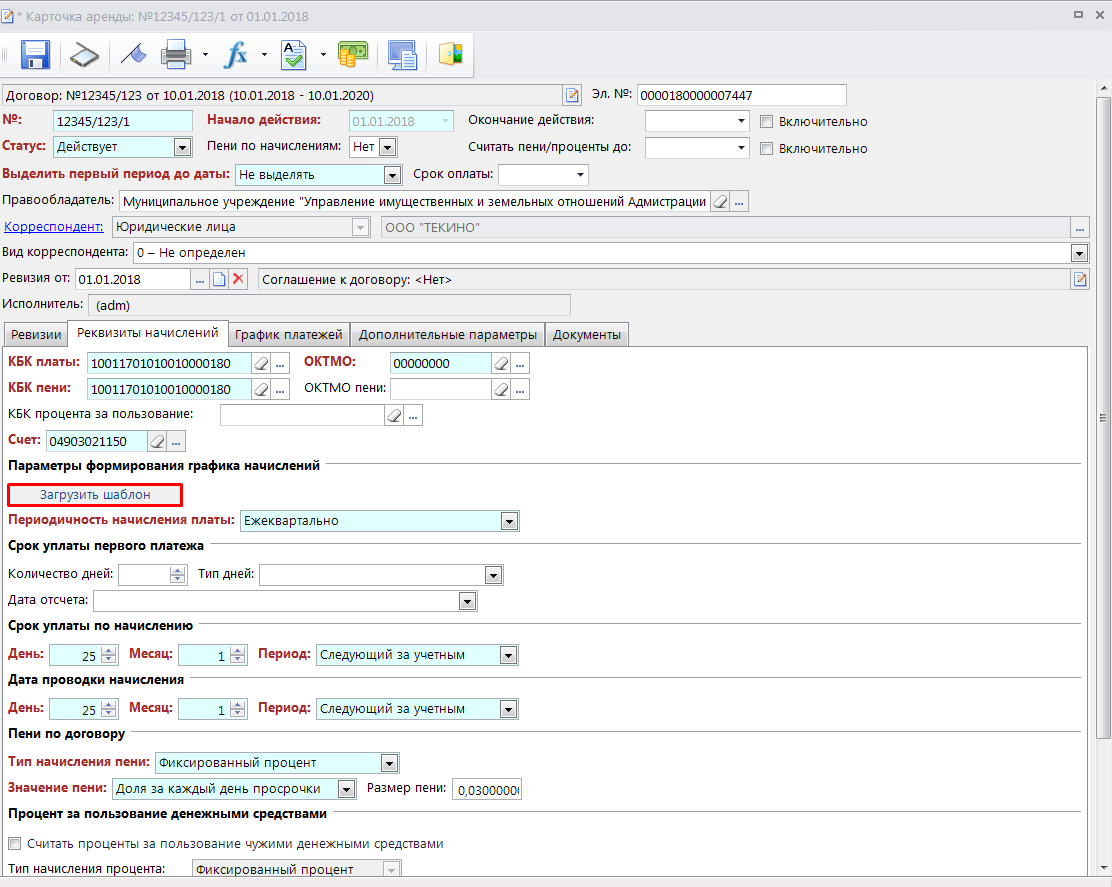 * Карточка аренды: №12345/123/1 от 01.01.2018
Договор: №12345/123 от 10.01.2018 (10.01.2018 - 10.01.2020) Эл. №: 0000180000007447
№: 12345/123/1 Начало действия: 01.01.2018 Окончание действия: Включительно
Статус: Действует Пени по начислениям: Нет Считать пени/проценты до: Включительно
Выделить первый период до даты: Не выделять Срок оплаты:
Правообладатель: Муниципальное учреждение "Управление имущественных и земельных отношений Адмистрации ...
Корреспондент: Юридические лица ООО "ТЕКИНО" ...
Вид корреспондента: 0 – Не определен
Ревизия от: 01.01.2018 ... Соглашение к договору: <Нет>
Исполнитель: (adm)
Ревизии Реквизиты начислений График платежей Дополнительные параметры Документы
КБК платы: 10011701010010000180 ... ОКТМО: 00000000 ...
КБК пени: 10011701010010000180 ... ОКТМО пени: ...
КБК процента за пользование: ...
Счет: 04903021150 ...
Параметры формирования графика начислений
Загрузить шаблон
Периодичность начисления платы: Ежеквартально
Срок уплаты первого платежа
Количество дней: Тип дней:
Дата отсчета:
Срок уплаты по начислению
День: 25 Месяц: 1 Период: Следующий за учетным
Дата проводки начисления
День: 25 Месяц: 1 Период: Следующий за учетным
Пени по договору
Тип начисления пени: Фиксированный процент
Значение пени: Доля за каждый день просрочки Размер пени: 0,0300000
Процент за пользование денежными средствами
Считать проценты за пользование чужими денежными средствами
Тип начисления процента: Фиксированный процент